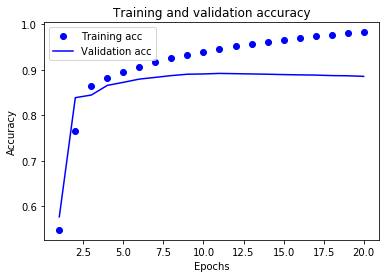 Training and validation accuracy
Training acc
Validation acc
Accuracy
1.0
0.9
0.8
0.7
0.6
2.5 5.0 7.5 10.0 12.5 15.0 17.5 20.0
Epochs